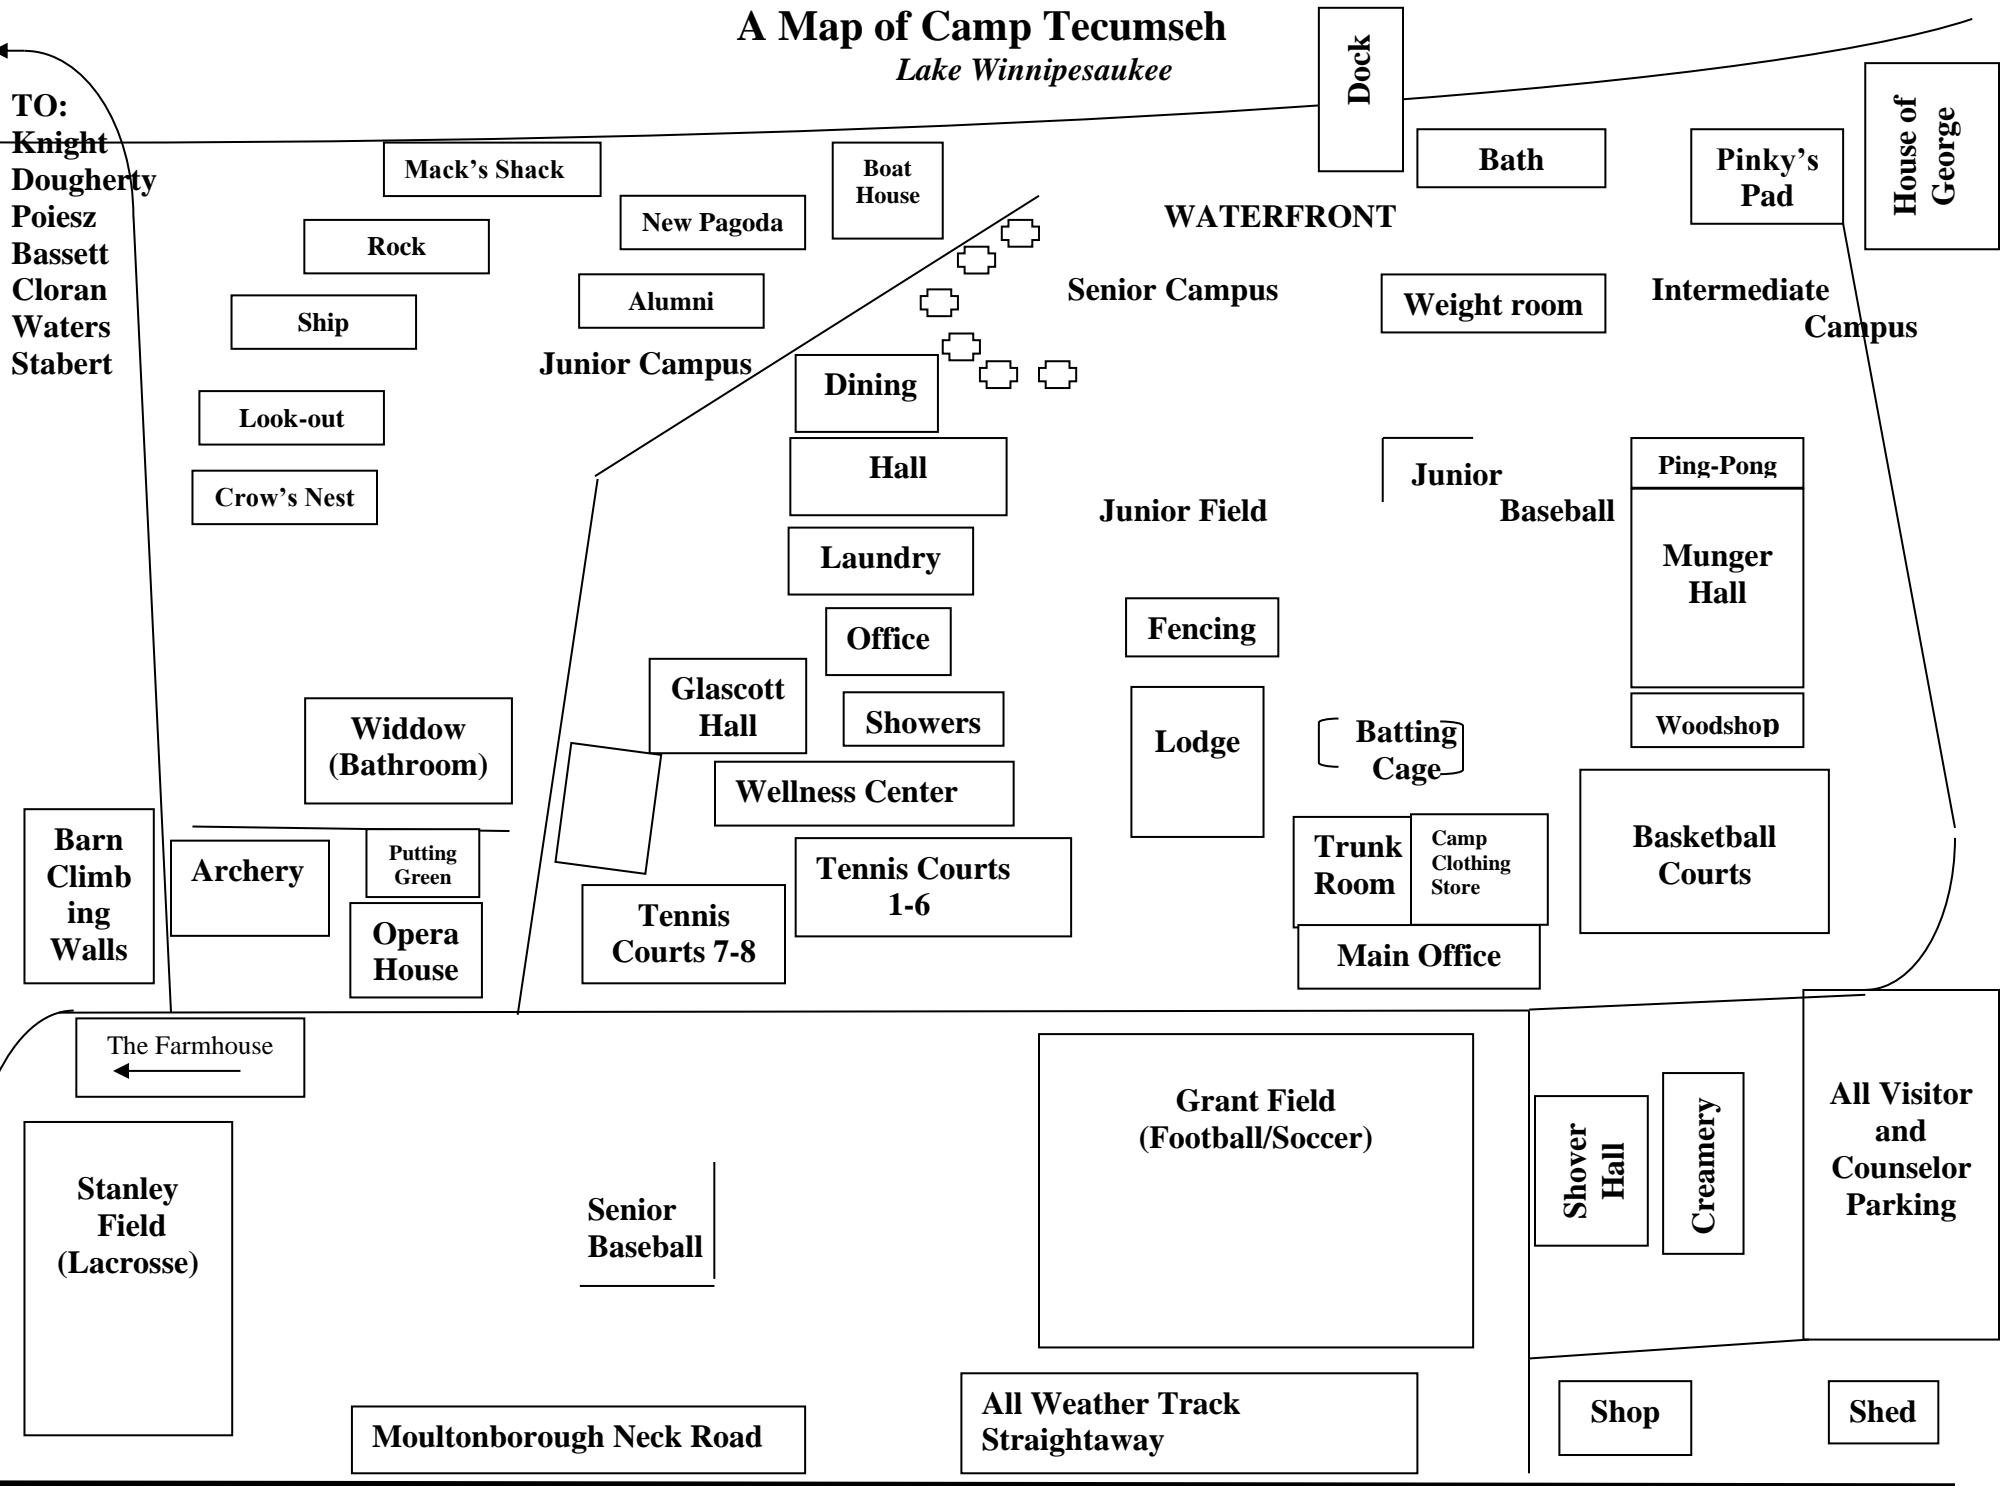 A Map of Camp Tecumseh
Lake Winnipesaukee
Dock
House of
George
TO:
Knight
Dougherty
Poiesz
Bassett
Cloran
Waters
Stabert
Mack's Shack
Boat
House
Bath
Pinky's
Pad
New Pagoda
WATERFRONT
Rock
Alumni
Senior Campus
Weight room
Intermediate
Campus
Ship
Junior Campus
Dining
Hall
Look-out
Crow's Nest
Junior Field
Junior
Baseball
Ping-Pong
Munger
Hall
Laundry
Office
Fencing
Glascott
Hall
Showers
Widdow
(Bathroom)
Lodge
Batting
Cage
Woodshop
Wellness Center
Barn
Climb
ing
Walls
Archery
Putting
Green
Opera
House
Tennis
Courts 7-8
Tennis Courts
1-6
Trunk
Room
Camp
Clothing
Store
Main Office
Basketball
Courts
The Farmhouse
Stanley
Field
(Lacrosse)
Senior
Baseball
Grant Field
(Football/Soccer)
Shover
Hall
Creamery
All Visitor
and
Counselor
Parking
Moultonborough Neck Road
All Weather Track
Straightaway
Shop
Shed